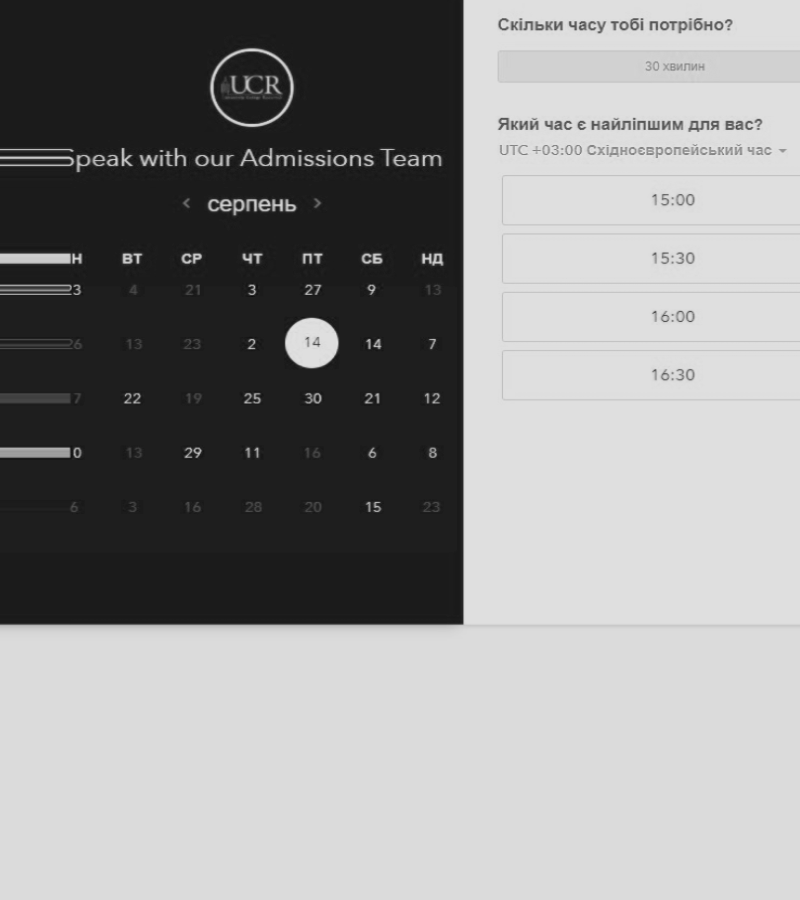 UCR
Speak with our Admissions Team
серпень
Н ВТ СР ЧТ ПТ СБ НД
3 4 21 3 27 9 13
6 13 23 2 14 14 7
7 22 19 25 30 21 12
0 13 29 11 16 6 8
6 3 16 28 20 15 23
Скільки часу тобі потрібно?
30 хвилин
Який час є найліпшим для вас?
UTC +03:00 Східноєвропейський час
15:00
15:30
16:00
16:30